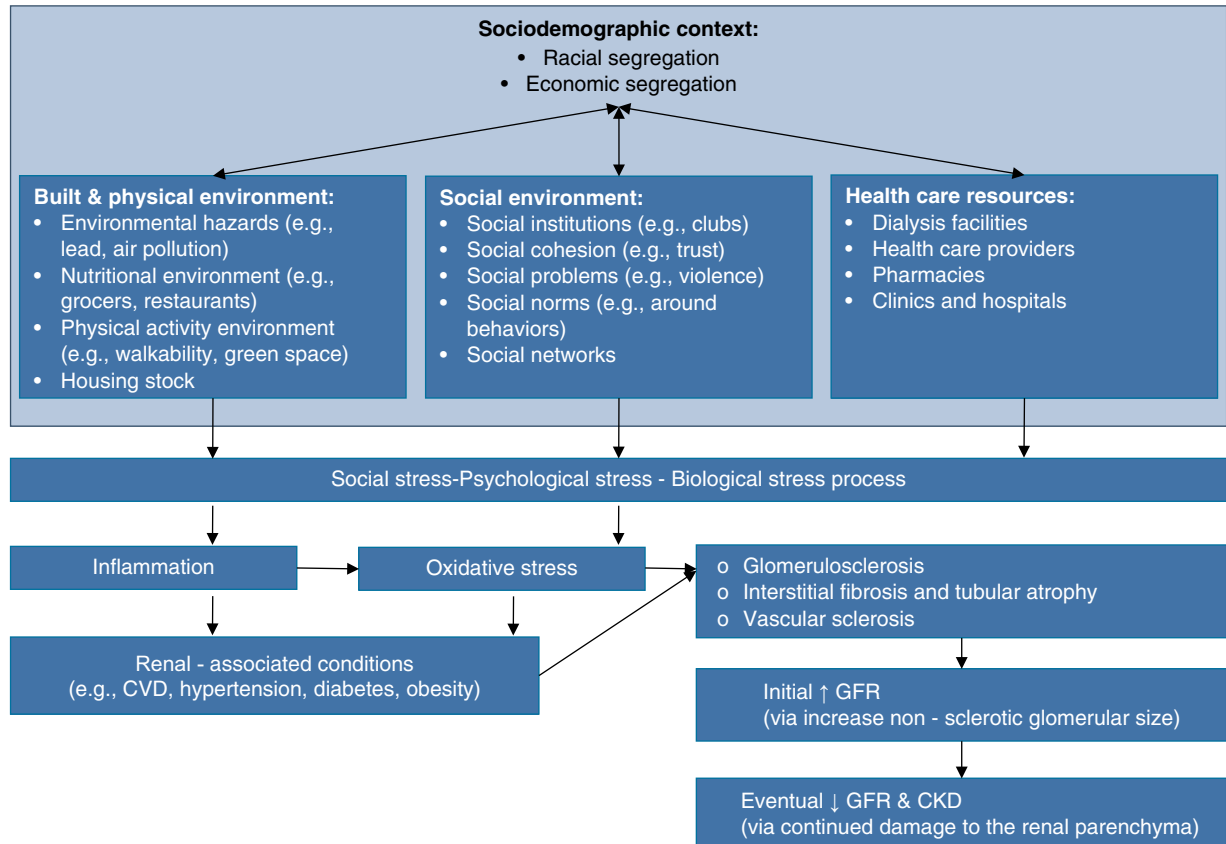 Sociodemographic context:
• Racial segregation
• Economic segregation
Built & physical environment:
• Environmental hazards (e.g.,
lead, air pollution)
• Nutritional environment (e.g.,
grocers, restaurants)
• Physical activity environment
(e.g., walkability, green space)
• Housing stock
Social environment:
• Social institutions (e.g., clubs)
• Social cohesion (e.g., trust)
• Social problems (e.g., violence)
• Social norms (e.g., around
behaviors)
• Social networks
Health care resources:
• Dialysis facilities
• Health care providers
• Pharmacies
• Clinics and hospitals
Social stress-Psychological stress - Biological stress process
Inflammation
Oxidative stress
o Glomerulosclerosis
o Interstitial fibrosis and tubular atrophy
o Vascular sclerosis
Renal - associated conditions
(e.g., CVD, hypertension, diabetes, obesity)
Initial ↑ GFR
(via increase non - sclerotic glomerular size)
Eventual ↓ GFR & CKD
(via continued damage to the renal parenchyma)